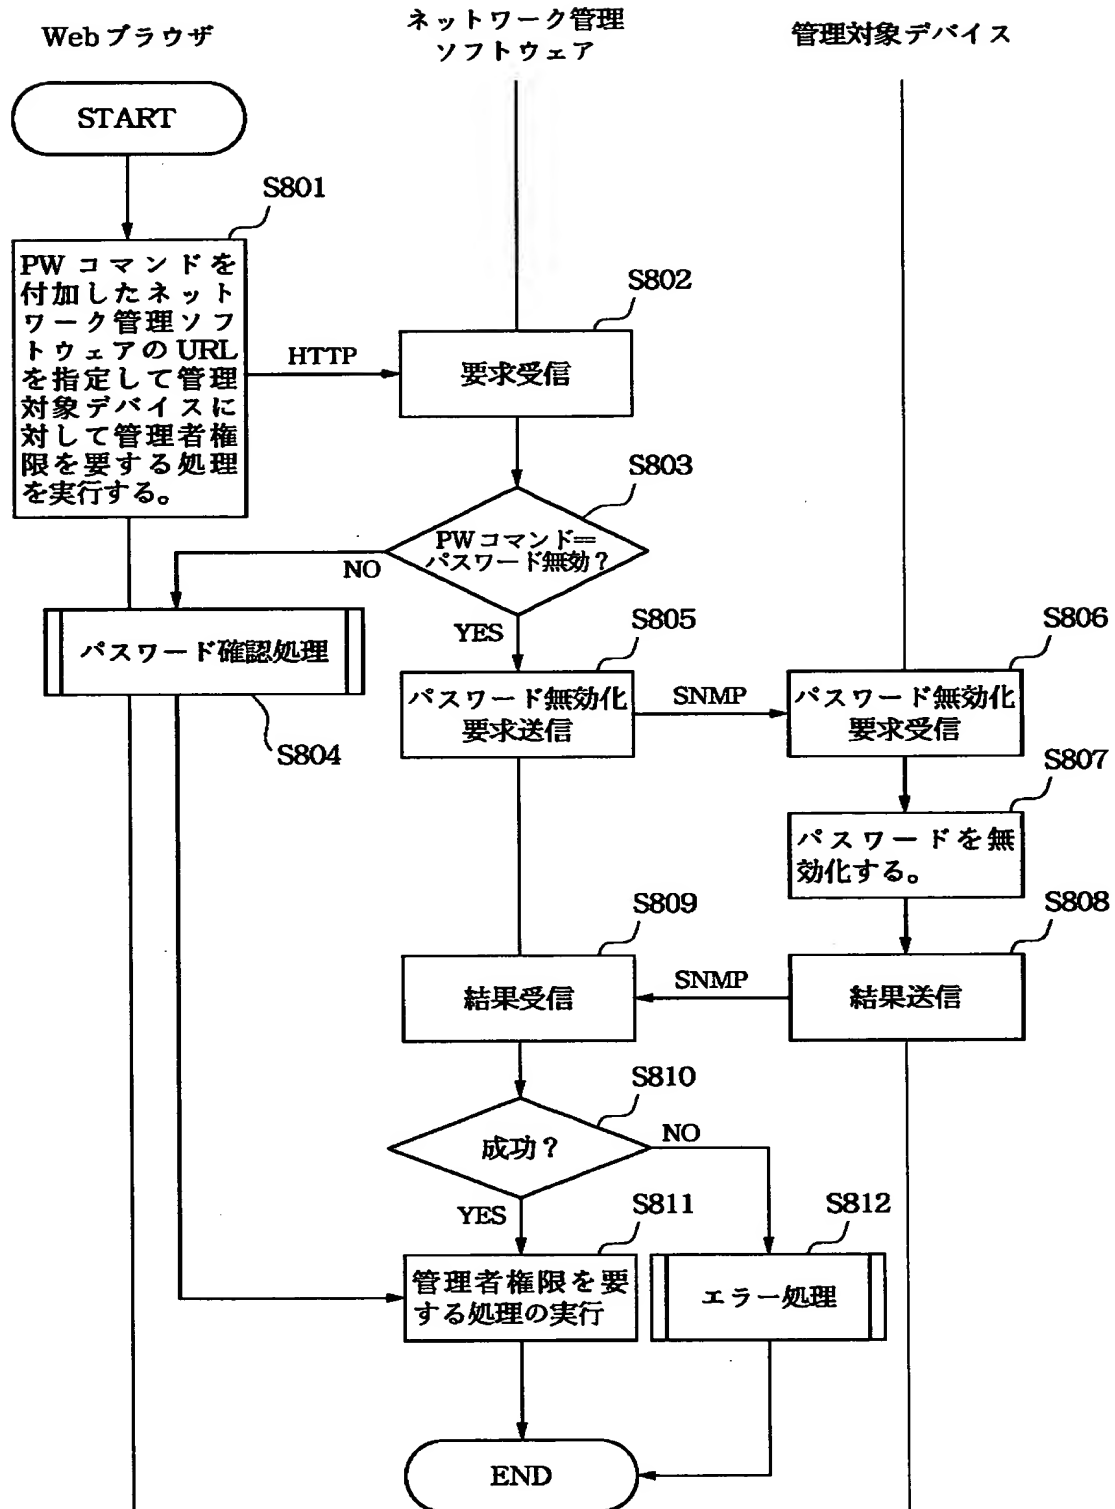 Webブラウザ
ネットワーク管理
ソフトウェア
管理対象デバイス
START
S801
PWコマンドを
付加したネット
ワーク管理ソフ
トウェアのURL
を指定して管理
対象デバイスに
対して管理者権
限を要する処理
を実行する。
HTTP
S802
要求受信
S803
PWコマンド=
パスワード無効?
NO
YES
パスワード確認処理
S804
S805
パスワード無効化
要求送信
SNMP
S806
パスワード無効化
要求受信
S807
パスワードを無
効化する。
S808
結果送信
SNMP
S809
結果受信
S810
成功?
NO
YES
S811
管理者権限を要
する処理の実行
S812
エラー処理
END